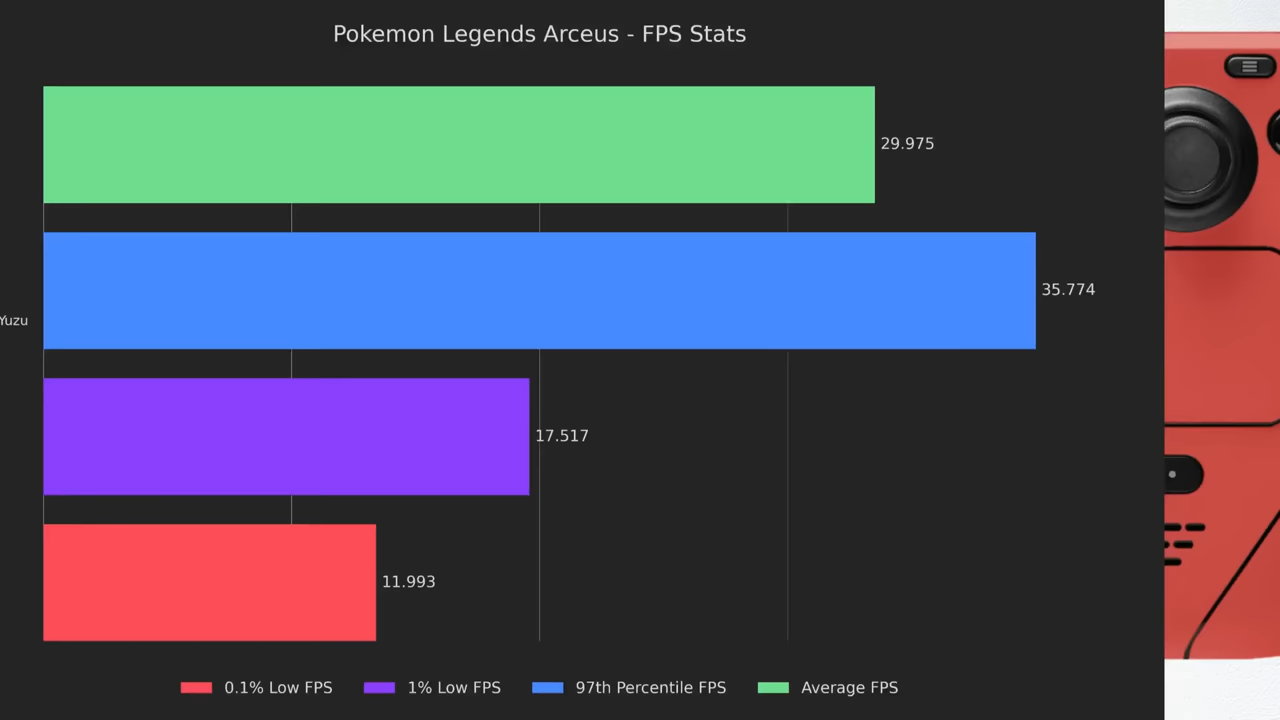 Pokemon Legends Arceus - FPS Stats
29.975
35.774
Yuzu
17.517
11.993
0.1% Low FPS
1% Low FPS
97th Percentile FPS
Average FPS